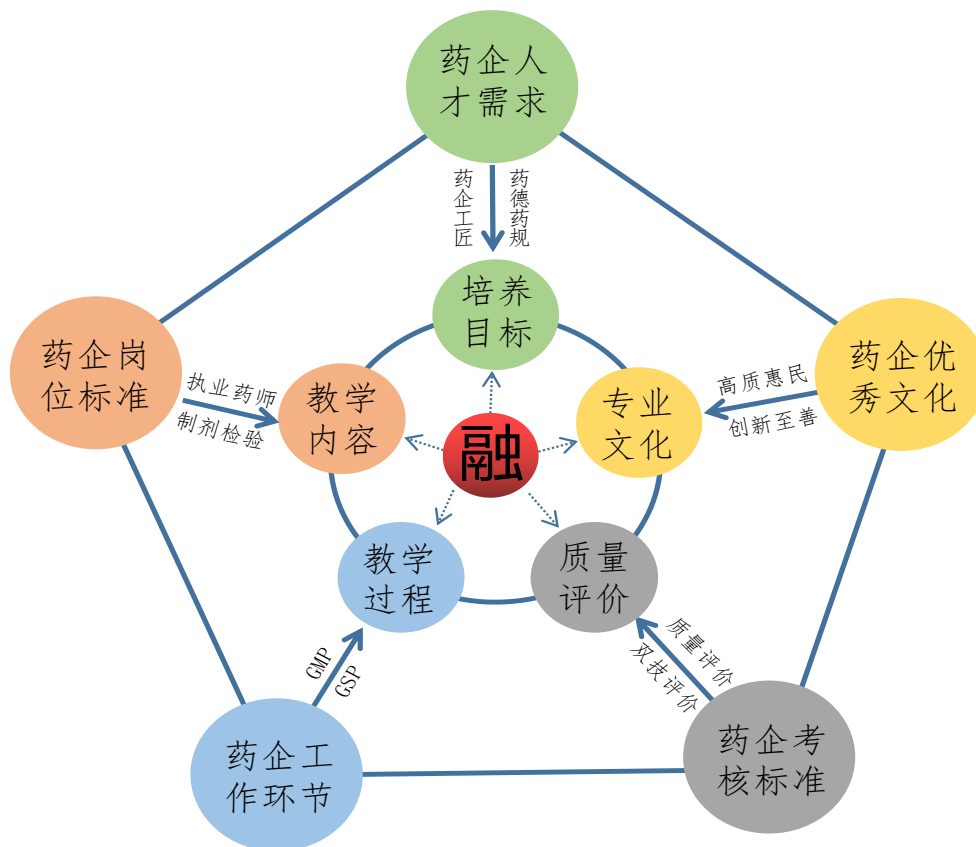 药企人
才需求
药企工匠
药德药规
培养
目标
药企岗
位标准
执业药师
制剂检验
教学
内容
融
专业
文化
高质惠民
创新至善
药企优
秀文化
教学
过程
质量
评价
GMP
GSP
质量评价
双技评价
药企工
作环节
药企考
核标准